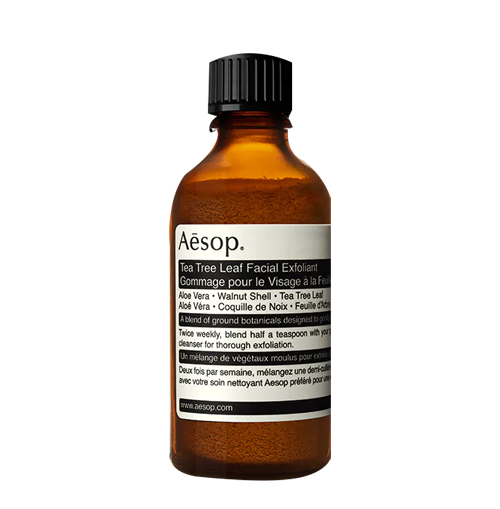 Aēsop®
Tea Tree Leaf Facial Exfoliant
Gommage pour le Visage à la
Aloe Vera • Walnut Shell • Tea Tree Leaf
Aloé Véra • Coquille de Noix • Feuille
A blend of ground botanicals designed to
Twice weekly, blend half a teaspoon with your
cleanser for thorough exfoliation.
Un mélange de végétaux moulus pour
Deux fois par semaine, mélangez une
avec votre soin nettoyant Aesop préféré pour une
www.aesop.com